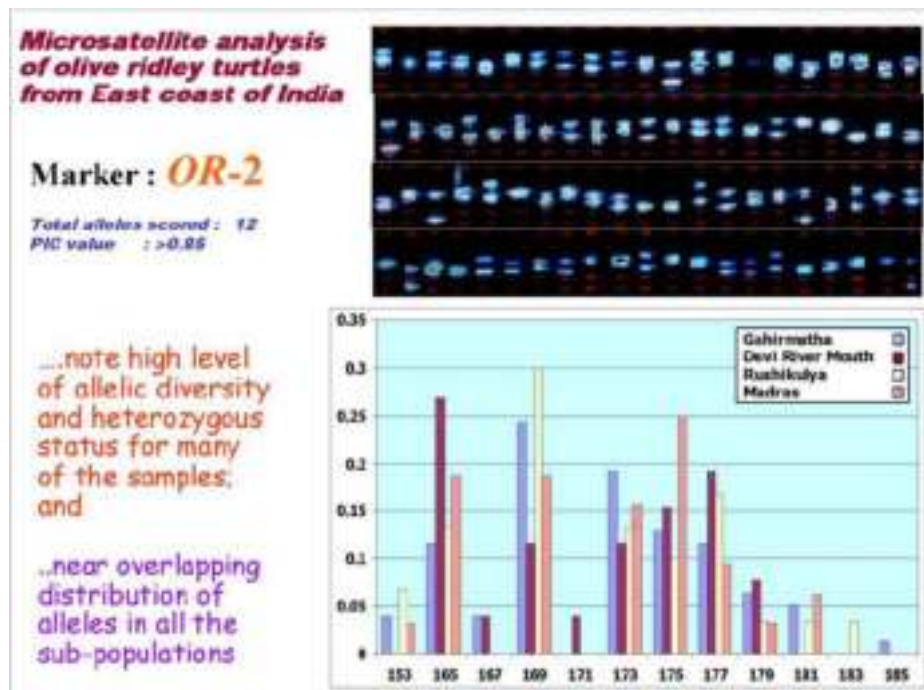 Microsatellite analysis
of olive ridley turtles
from East coast of India
Marker : OR-2
Total alleles scored : 12
PIC value : >0.85
....note high level
of allelic diversity
and heterozygous
status for many
of the samples;
and
...near overlapping
distribution of
alleles in all the
sub-populations
0.35
0.3
0.25
0.2
0.15
0.1
0.05
0
Gahirmatha
Devi River Mouth
Rushikulya
Madras
153 165 167 169 171 173 175 177 179 181 183 185